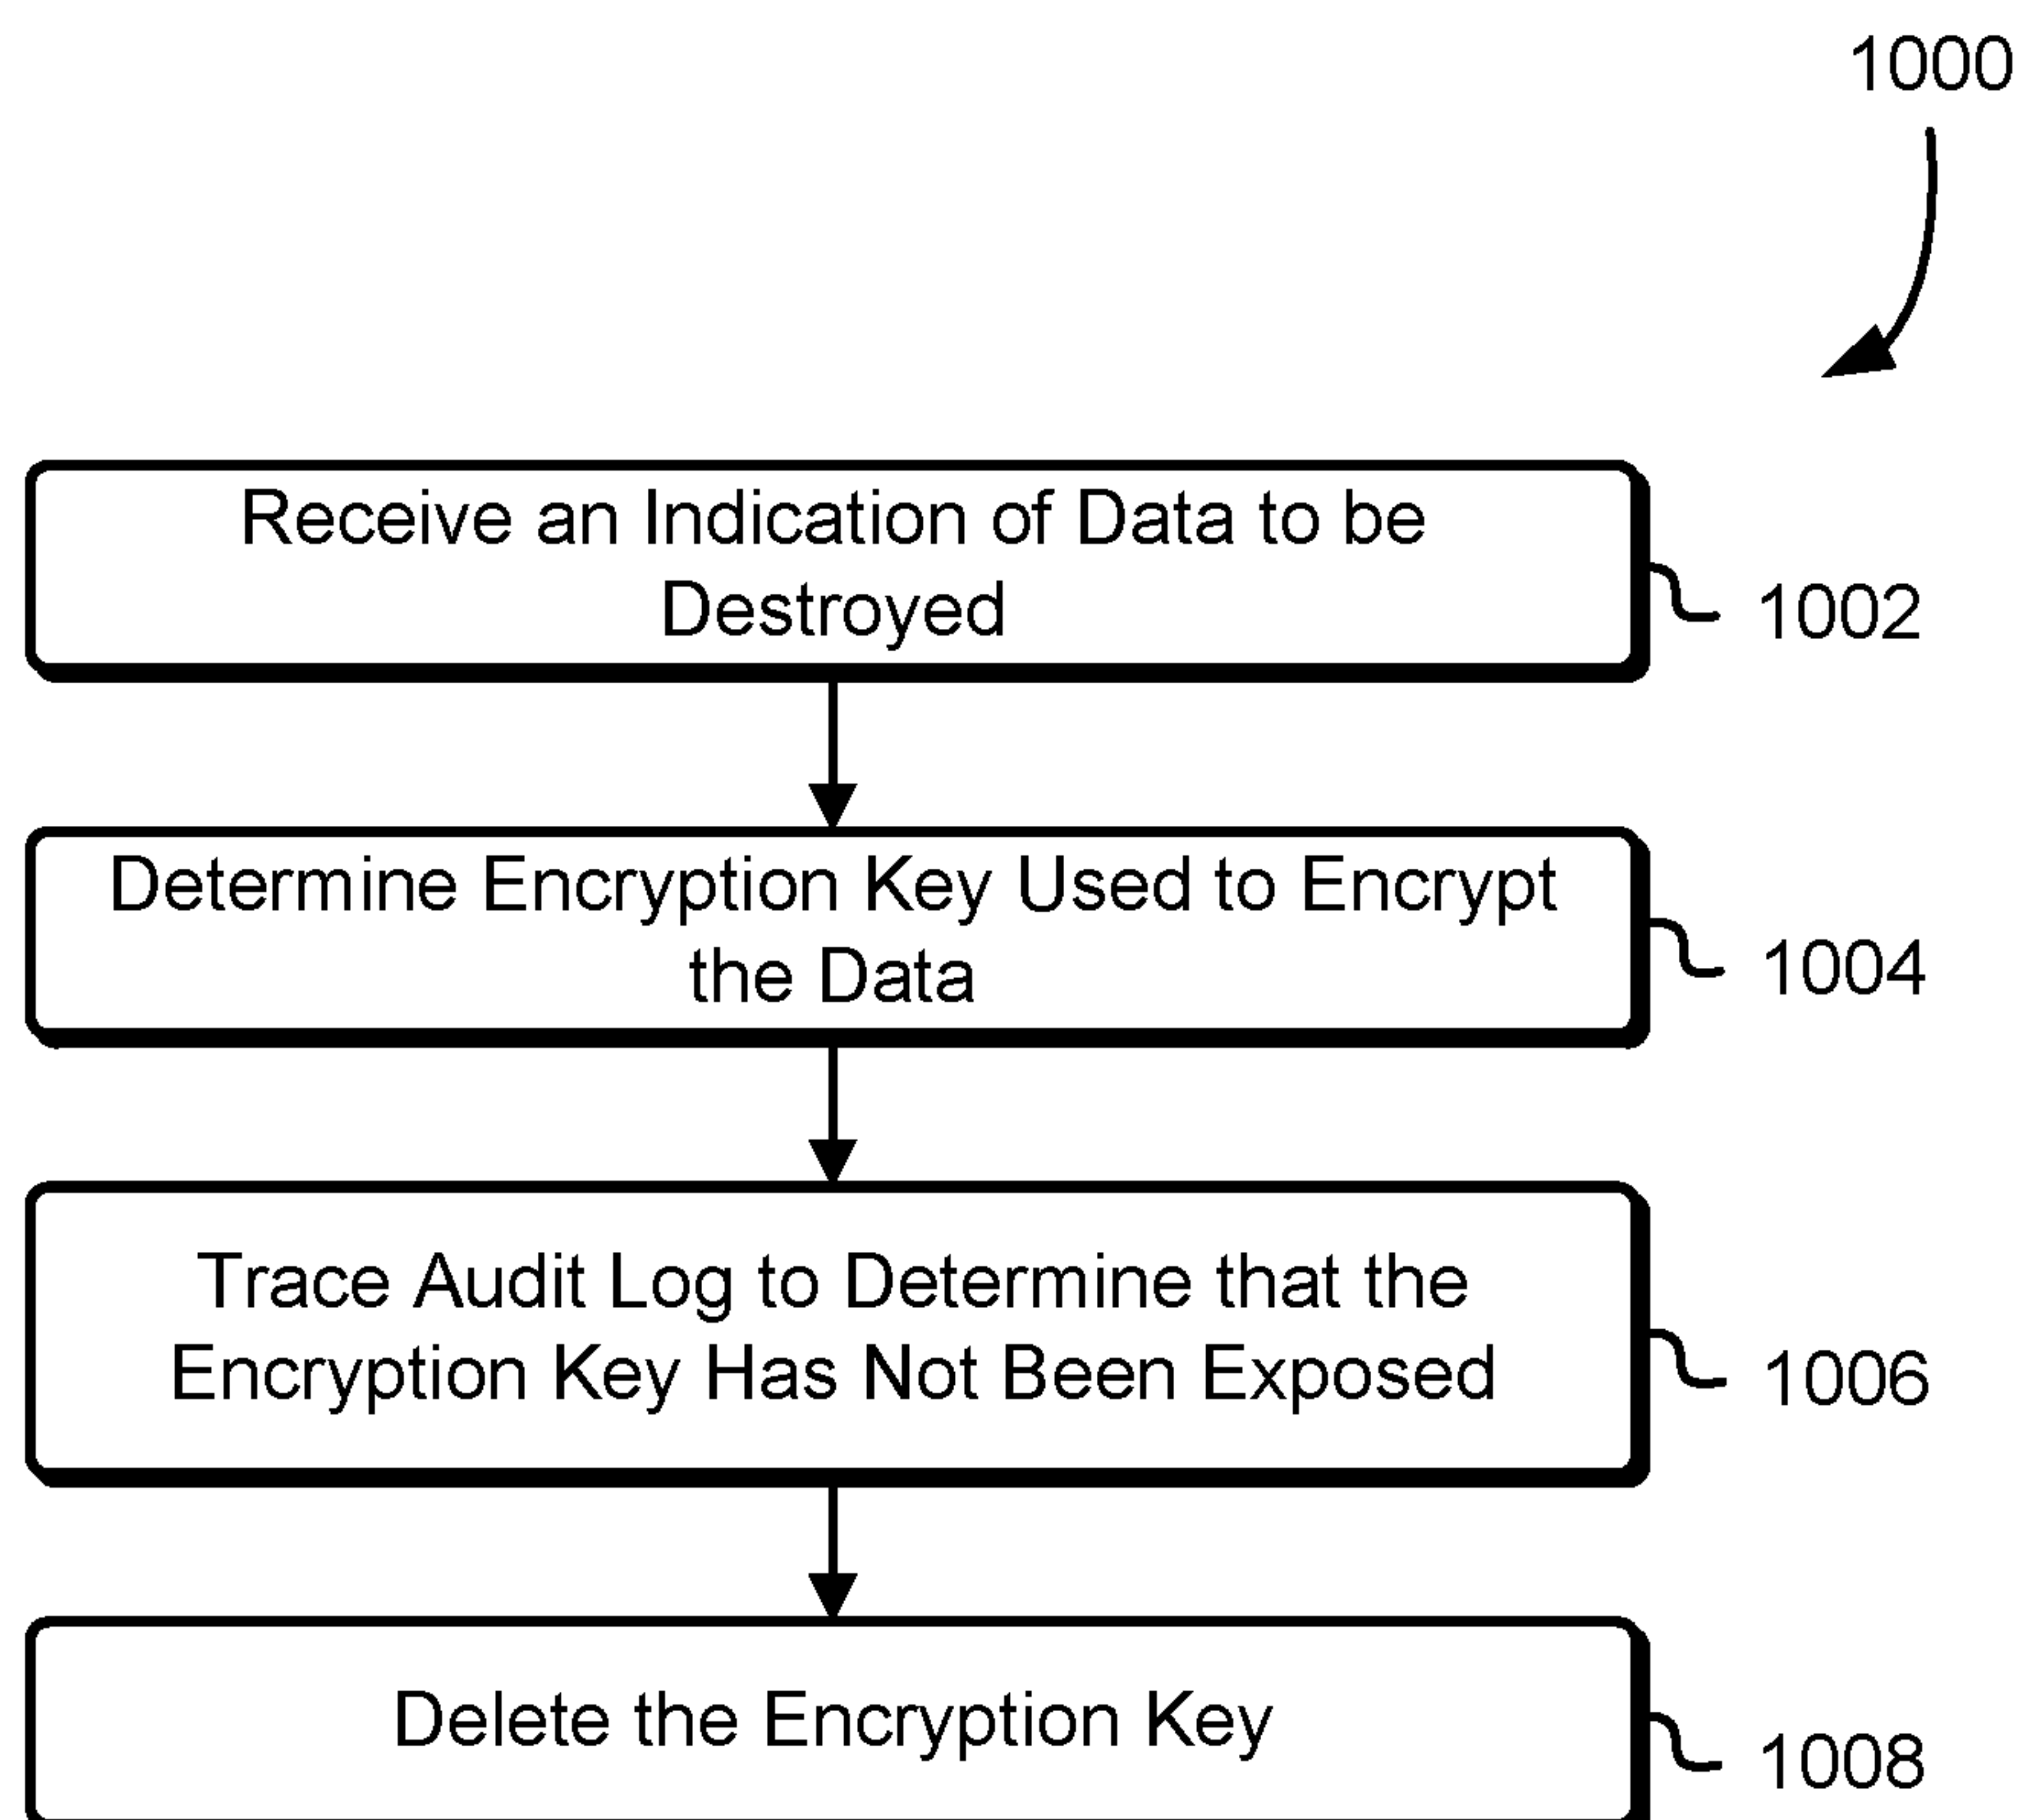 1000
Receive an Indication of Data to be
Destroyed
1002
Determine Encryption Key Used to Encrypt
the Data
1004
Trace Audit Log to Determine that the
Encryption Key Has Not Been Exposed
1006
Delete the Encryption Key
1008